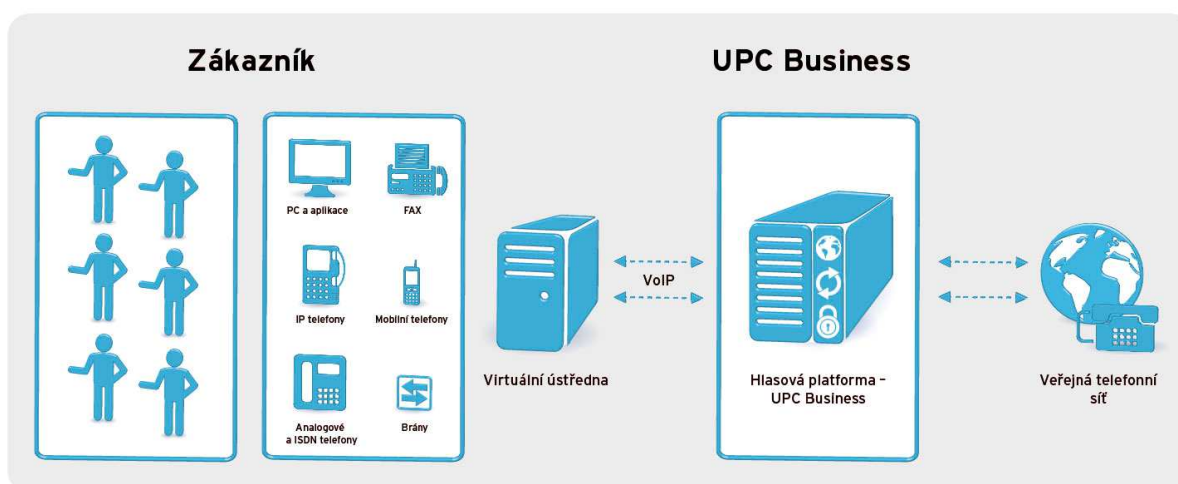 Zákazník
UPC Business
PC a aplikace
FAX
IP telefony
Mobilní telefony
Analogové
a ISDN telefony
Brány
Virtuální ústředna
VoIP
Hlasová platforma –
UPC Business
Veřejná telefonní
síť